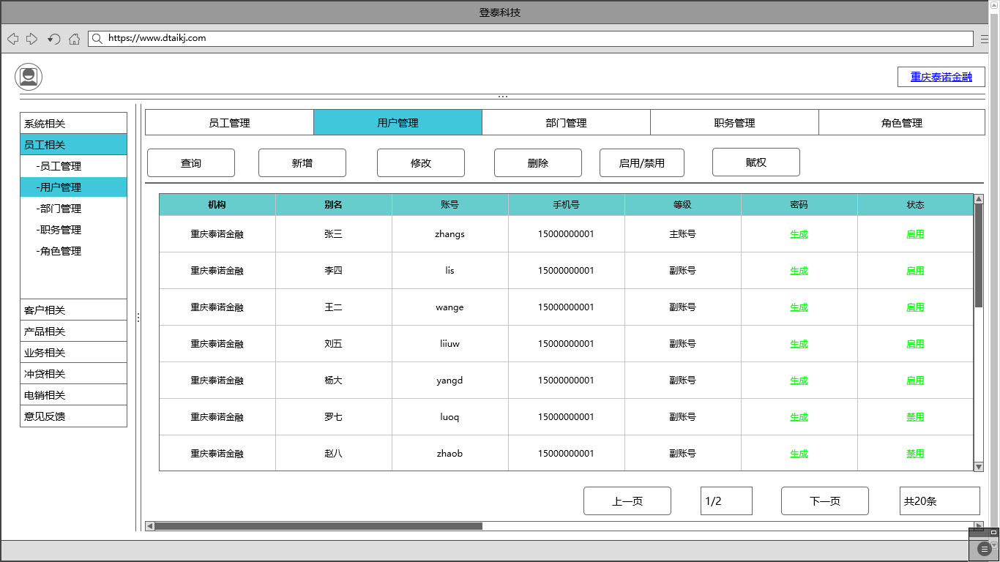 登泰科技
https://www.dtaikj.com
重庆泰诺金融
系统相关
员工相关
-员工管理
-用户管理
-部门管理
-职务管理
-角色管理
客户相关
产品相关
业务相关
冲贷相关
电销相关
意见反馈
员工管理 用户管理 部门管理 职务管理 角色管理
查询 新增 修改 删除 启用/禁用 赋权
机构 别名 账号 手机号 等级 密码 状态
重庆泰诺金融 张三 zhangs 15000000001 主账号 生成 启用
重庆泰诺金融 李四 lis 15000000001 副账号 生成 启用
重庆泰诺金融 王二 wange 15000000001 副账号 生成 启用
重庆泰诺金融 刘五 liiuw 15000000001 副账号 生成 启用
重庆泰诺金融 杨大 yangd 15000000001 副账号 生成 启用
重庆泰诺金融 罗七 luoq 15000000001 副账号 生成 禁用
重庆泰诺金融 赵八 zhaob 15000000001 副账号 生成 禁用
上一页 1/2 下一页 共20条